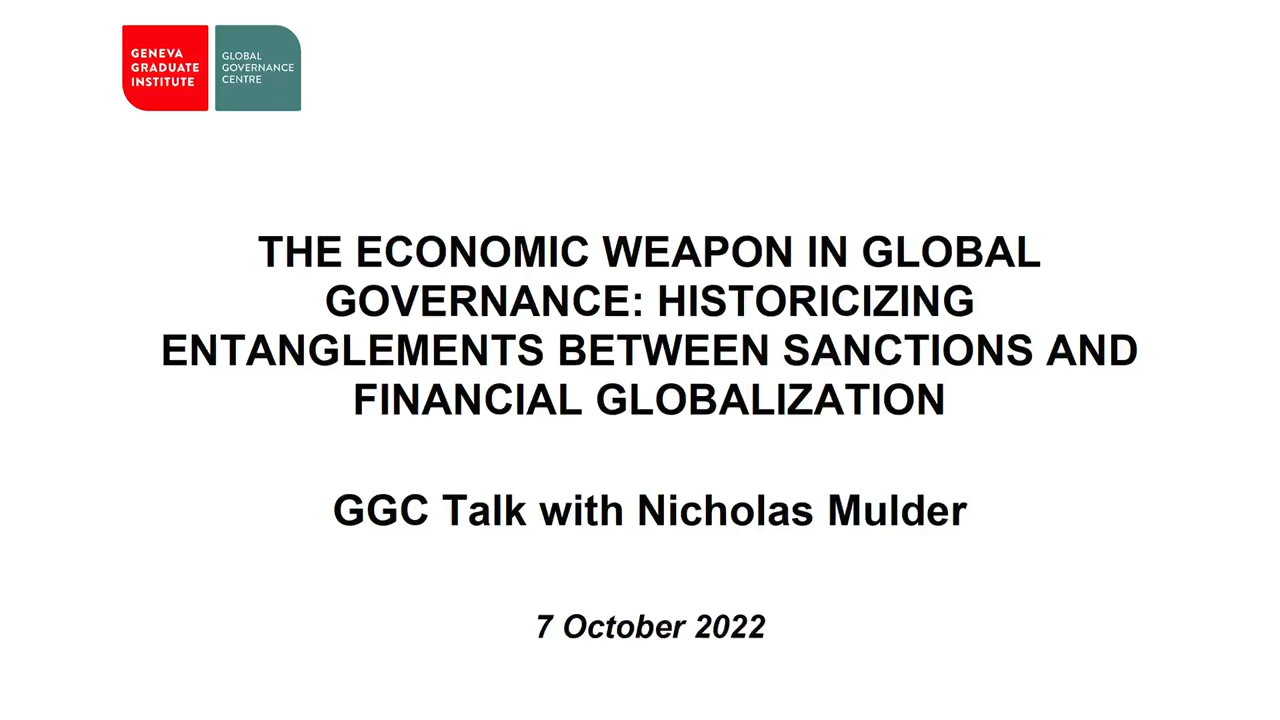 GENEVA
GRADUATE
INSTITUTE
GLOBAL
GOVERNANCE
CENTRE
THE ECONOMIC WEAPON IN GLOBAL
GOVERNANCE: HISTORICIZING
ENTANGLEMENTS BETWEEN SANCTIONS AND
FINANCIAL GLOBALIZATION
GGC Talk with Nicholas Mulder
7 October 2022